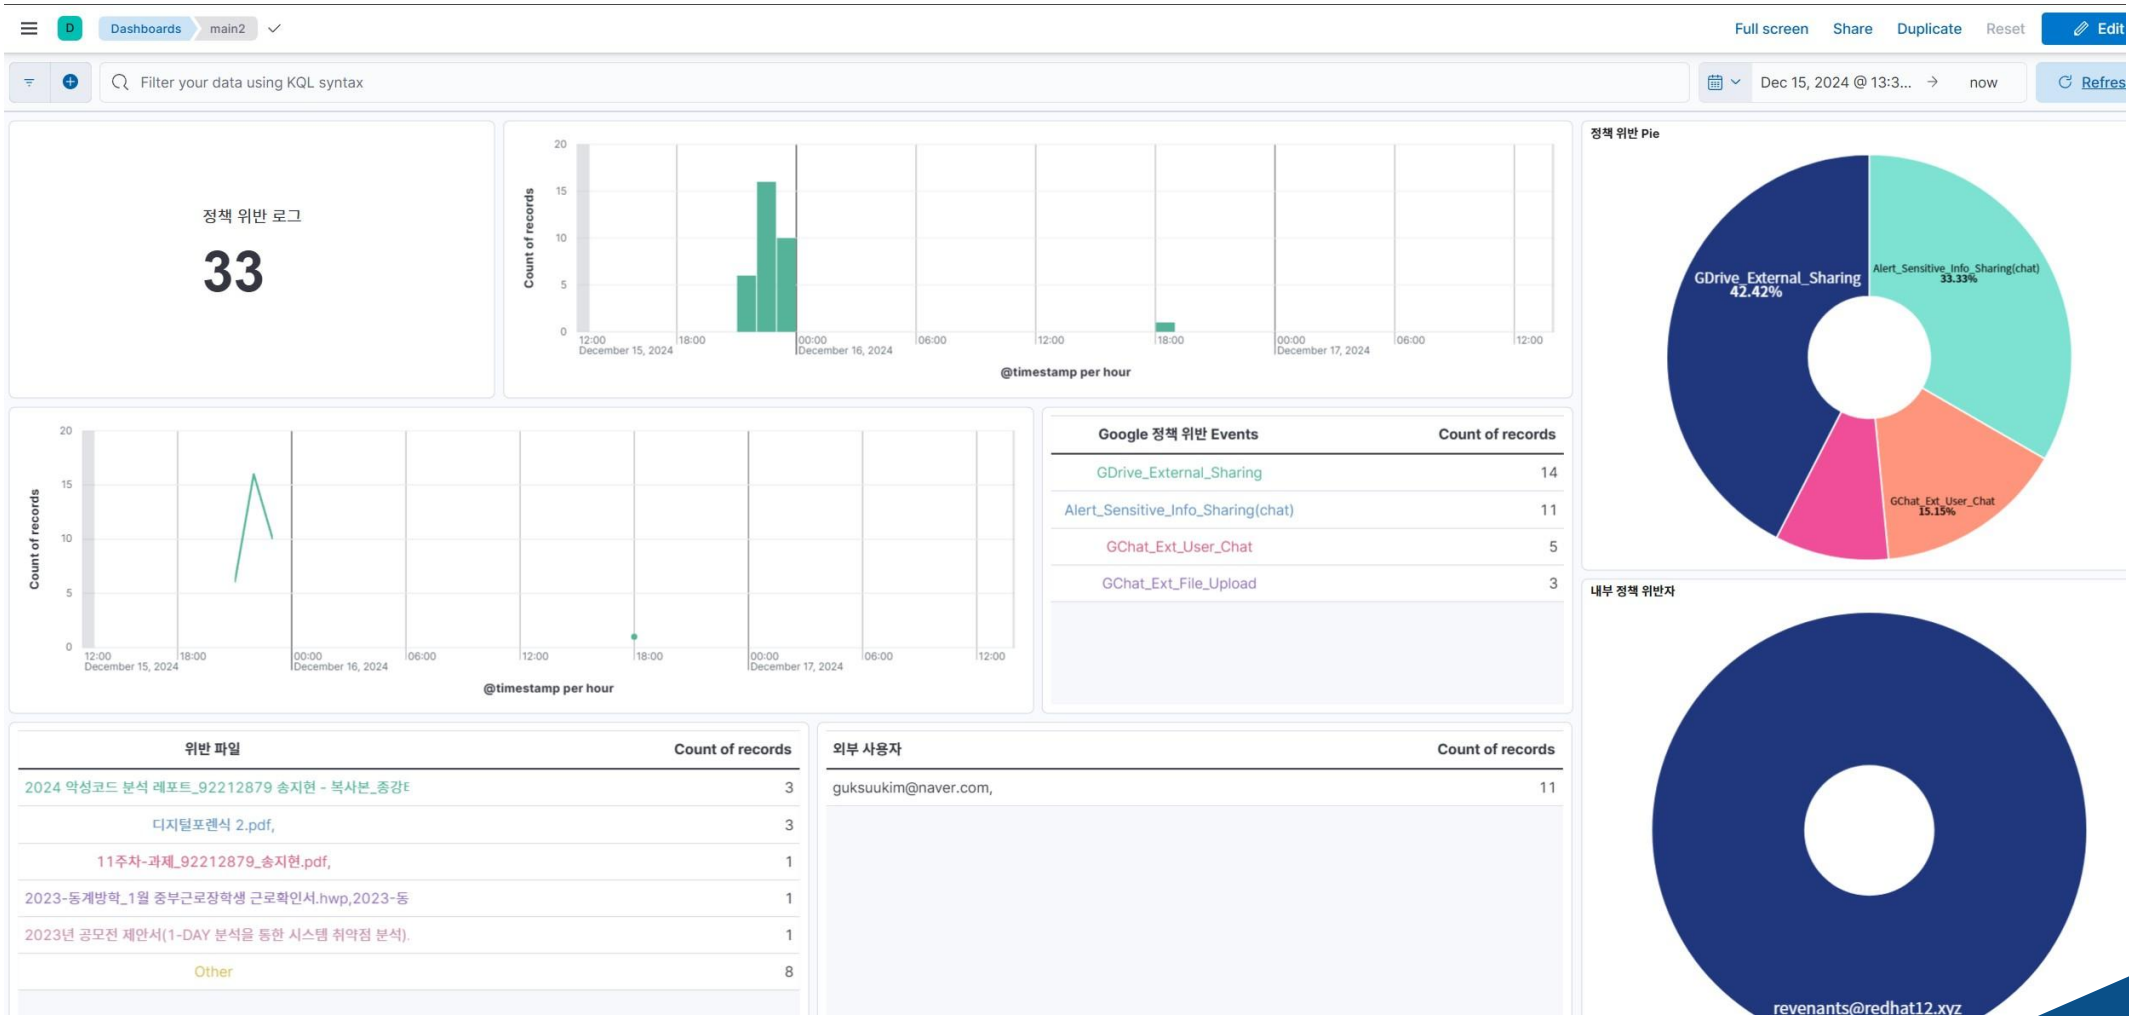 D Dashboards main2 Full screen Share Duplicate Reset Edit
Filter your data using KQL syntax Dec 15, 2024 @ 13:3... → now Refres
정책 위반 로그
33
Count of records
20
15
10
5
0
12:00 18:00 00:00 06:00 12:00 18:00 00:00 06:00 12:00
December 15, 2024 December 16, 2024 December 17, 2024
@timestamp per hour
정책 위반 Pie
GDrive_External_Sharing
42.42%
Alert_Sensitive_Info_Sharing(chat)
33.33%
GChat_Ext_User_Chat
15.15%
Count of records
20
15
10
5
0
12:00 18:00 00:00 06:00 12:00 18:00 00:00 06:00 12:00
December 15, 2024 December 16, 2024 December 17, 2024
@timestamp per hour
Google 정책 위반 Events Count of records
GDrive_External_Sharing 14
Alert_Sensitive_Info_Sharing(chat) 11
GChat_Ext_User_Chat 5
GChat_Ext_File_Upload 3
내부 정책 위반자
revenants@redhat12.xyz
위반 파일 Count of records
2024 악성코드 분석 레포트_92212879 송지현 - 복사본_종강 3
디지털포렌식 2.pdf, 3
11주차-과제_92212879_송지현.pdf, 1
2023-동계방학_1월 중부근로장학생 근로확인서.hwp,2023-동 1
2023년 공모전 제안서(1-DAY 분석을 통한 시스템 취약점 분석). 1
Other 8
외부 사용자 Count of records
guksuukim@naver.com, 11